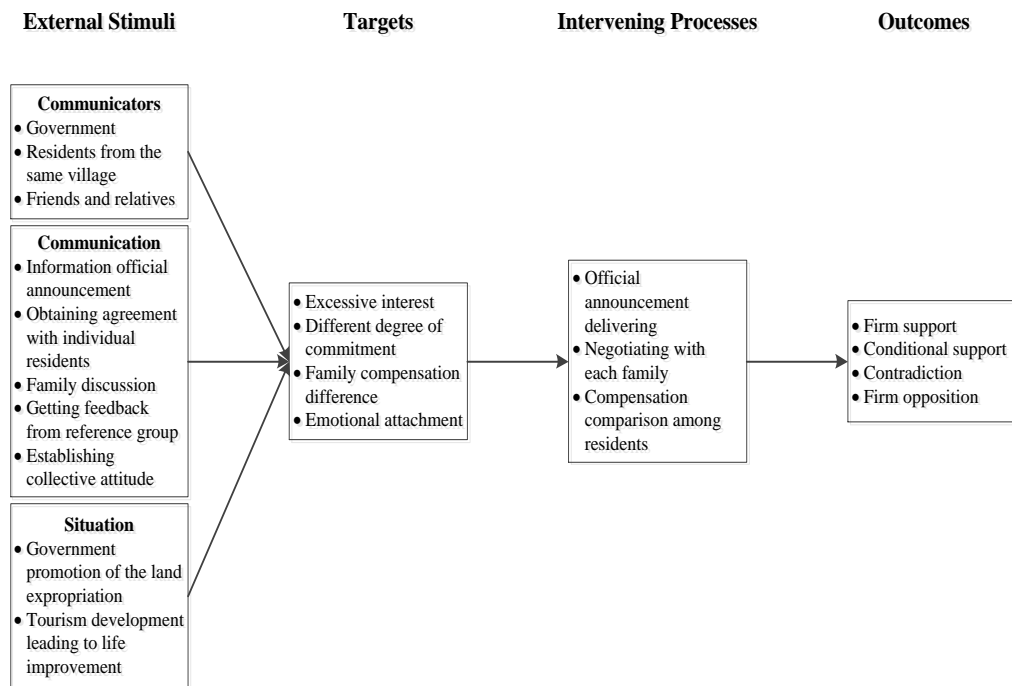 External Stimuli
Targets
Intervening Processes
Outcomes
Communicators
• Government
• Residents from the
same village
• Friends and relatives
Communication
• Information official
announcement
• Obtaining agreement
with individual
residents
• Family discussion
• Getting feedback
from reference group
• Establishing
collective attitude
Situation
• Government
promotion of the land
expropriation
• Tourism development
leading to life
improvement
• Excessive interest
• Different degree of
commitment
• Family compensation
difference
• Emotional attachment
• Official
announcement
delivering
• Negotiating with
each family
• Compensation
comparison among
residents
• Firm support
• Conditional support
• Contradiction
• Firm opposition